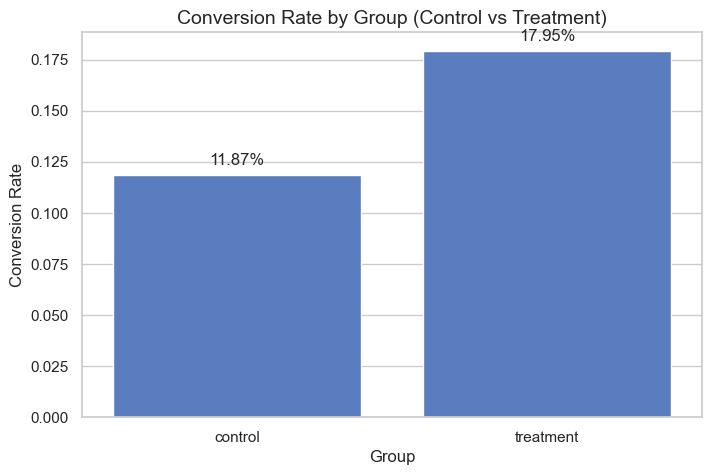 Conversion Rate by Group (Control vs Treatment)
17.95%
0.175
0.150
11.87%
0.125
0.100
0.075
0.050
0.025
0.000
Conversion Rate
control
treatment
Group